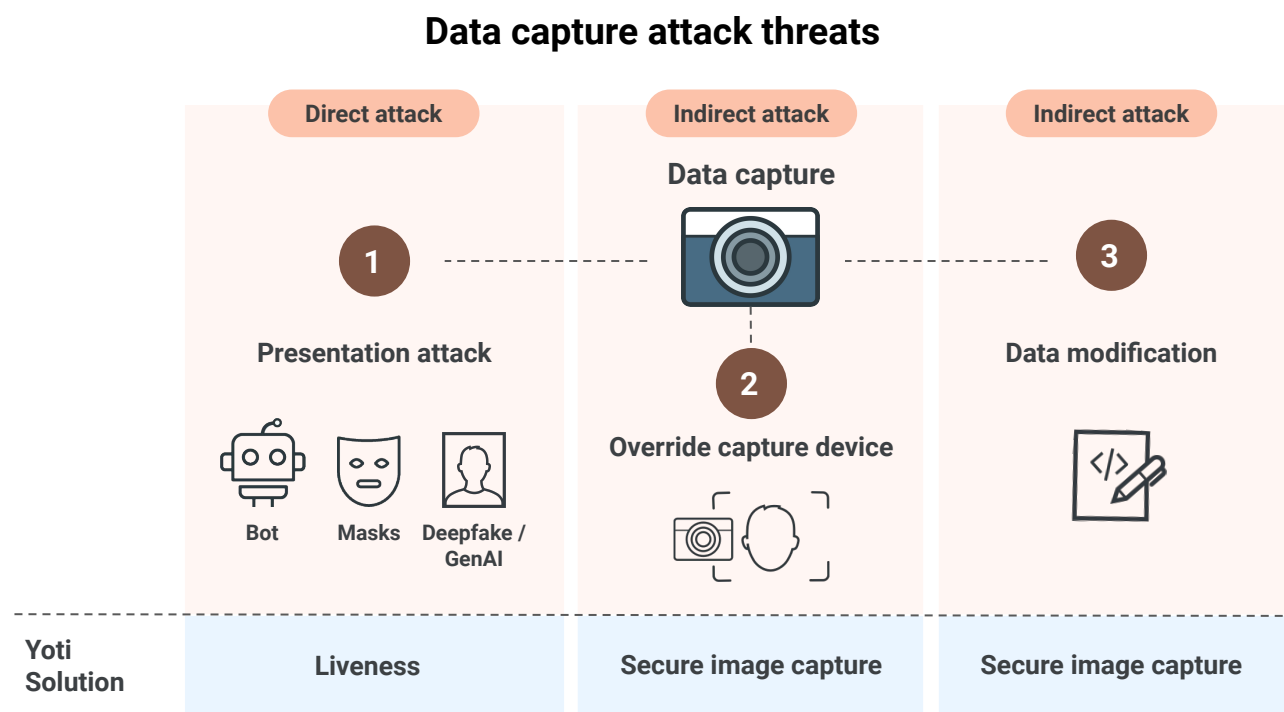 Data capture attack threats
Direct attack
Indirect attack
Indirect attack
Data capture
1
3
Presentation attack
2
Data modification
Override capture device
</>
Bot
Masks
Deepfake /
GenAI
Yoti
Solution
Liveness
Secure image capture
Secure image capture